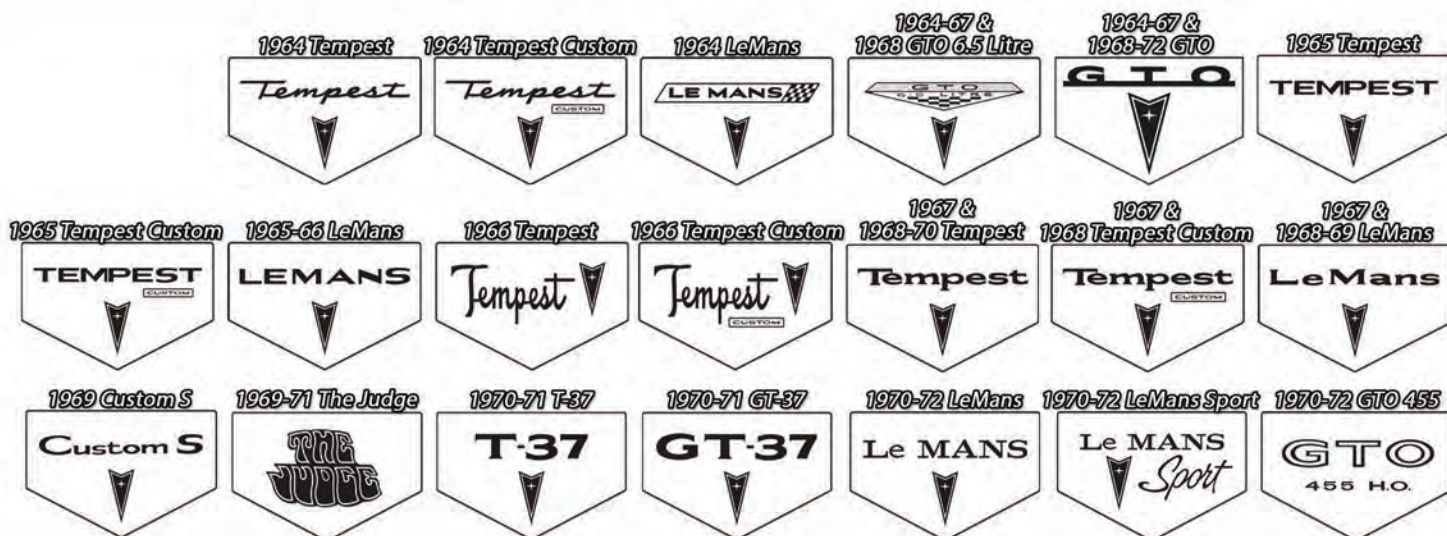 1964 Tempest
Tempest
1964 Tempest Custom
Tempest
CUSTOM
1964 LeMans
LE MANS
1964-67 &
1968 GTO 6.5 Litre
GTO
6.5 LITRE
1964-67 &
1968-72 GTO
GTO
1965 Tempest
TEMPEST
1965 Tempest Custom
TEMPEST
CUSTOM
1965-66 LeMans
LEMANS
1966 Tempest
Tempest
1966 Tempest Custom
Tempest
CUSTOM
1967 &
1968-70 Tempest
Tempest
1967 &
1968 Tempest Custom
Tempest
CUSTOM
1967 &
1968-69 LeMans
LeMans
1969 Custom S
Custom S
1969-71 The Judge
THE
JUDGE
1970-71 T-37
T-37
1970-71 GT-37
GT-37
1970-72 LeMans
Le MANS
1970-72 LeMans Sport
Le MANS
Sport
1970-72 GTO 455
GTO
455 H.O.